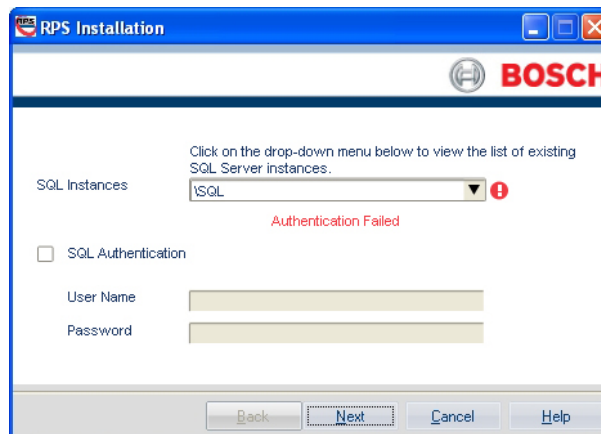 RPS RPS Installation
BOSCH
Click on the drop-down menu below to view the list of existing
SQL Server instances.
SQL Instances
\SQL
Authentication Failed
SQL Authentication
User Name
Password
Back Next Cancel Help